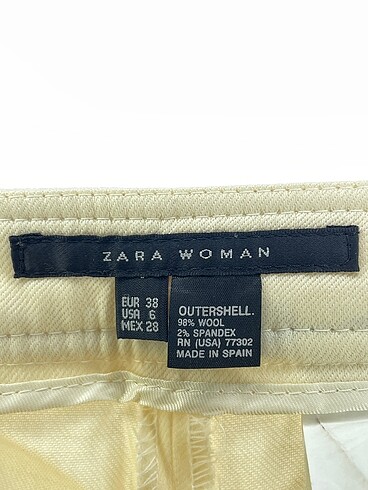 ZARA WOMAN
EUR 38
USA 6
MEX 28
OUTERSHELL.
98% WOOL
2% SPANDEX
RN (USA) 77302
MADE IN SPAIN